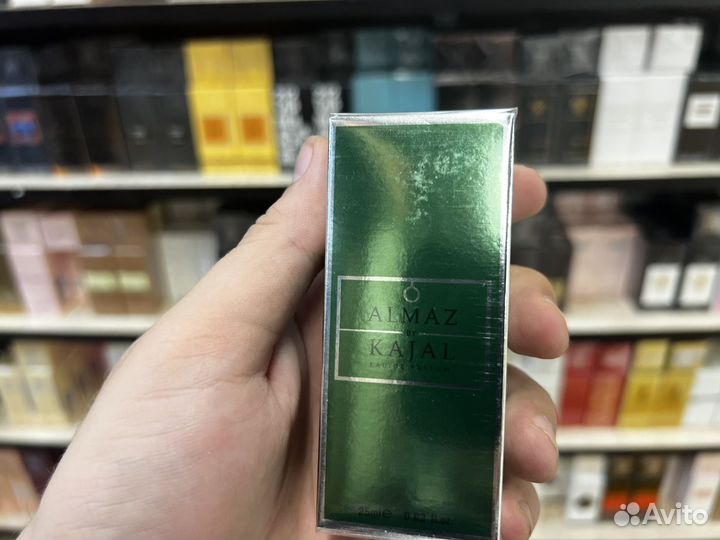 ALMAZ
BY
KAJAL
EAU DE PARFUM
25ml e 0.83 fl.oz
Avito